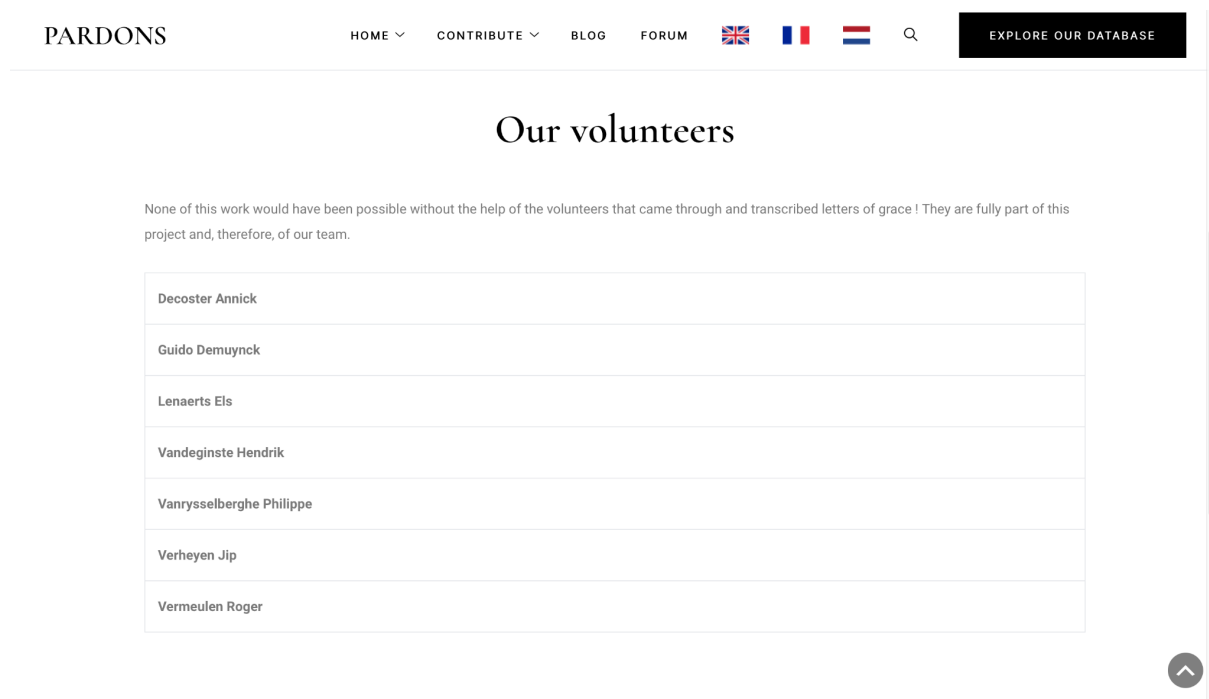 PARDONS
HOME CONTRIBUTE BLOG FORUM EXPLORE OUR DATABASE
Our volunteers
None of this work would have been possible without the help of the volunteers that came through and transcribed letters of grace ! They are fully part of this
project and, therefore, of our team.
Decoster Annick
Guido Demuynck
Lenaerts Els
Vandeginste Hendrik
Vanrysselberghe Philippe
Verheyen Jip
Vermeulen Roger